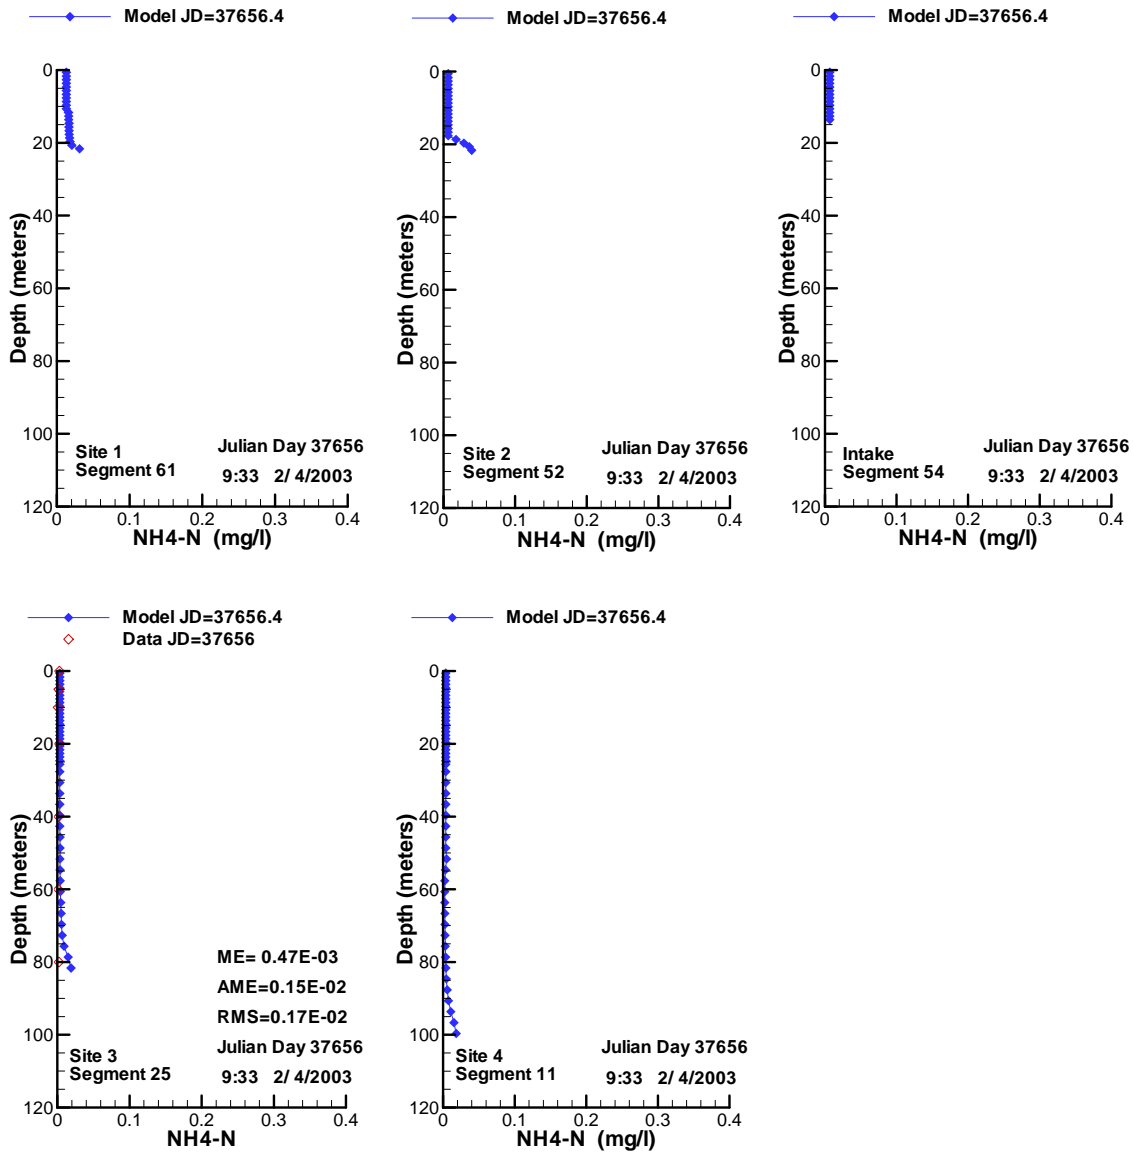 Model JD=37656.4
0
20
40
60
80
100
120
Depth (meters)
Site 1
Segment 61
Julian Day 37656
9:33 2/ 4/2003
0 0.1 0.2 0.3 0.4
NH4-N (mg/l)
Model JD=37656.4
0
20
40
60
80
100
120
Depth (meters)
Site 2
Segment 52
Julian Day 37656
9:33 2/ 4/2003
0 0.1 0.2 0.3 0.4
NH4-N (mg/l)
Model JD=37656.4
0
20
40
60
80
100
120
Depth (meters)
Intake
Segment 54
Julian Day 37656
9:33 2/ 4/2003
0 0.1 0.2 0.3 0.4
NH4-N (mg/l)
Model JD=37656.4
Data JD=37656
0
20
40
60
80
100
120
Depth (meters)
ME= 0.47E-03
AME=0.15E-02
RMS=0.17E-02
Site 3
Segment 25
Julian Day 37656
9:33 2/ 4/2003
0 0.1 0.2 0.3 0.4
NH4-N
Model JD=37656.4
0
20
40
60
80
100
120
Depth (meters)
Site 4
Segment 11
Julian Day 37656
9:33 2/ 4/2003
0 0.1 0.2 0.3 0.4
NH4-N (mg/l)